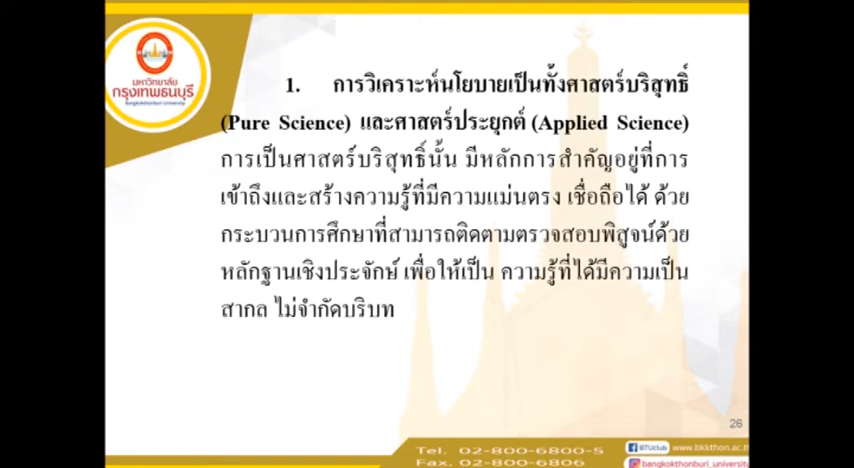 มหาวิทยาลัย
กรุงเทพธนบุรี
Bangkokthonburi University
1. การวิเคราะห์นโยบายเป็นทั้งศาสตร์บริสุทธิ์
(Pure Science) และศาสตร์ประยุกต์ (Applied Science)
การเป็นศาสตร์บริสุทธิ์นั้น มีหลักการสำคัญอยู่ที่การ
เข้าถึงและสร้างความรู้ที่มีความแม่นตรง เชื่อถือได้ ด้วย
กระบวนการศึกษาที่สามารถติดตามตรวจสอบพิสูจน์ด้วย
หลักฐานเชิงประจักษ์ เพื่อให้เป็น ความรู้ที่ได้มีความเป็น
สากล ไม่จำกัดบริบท
26
Tel. 02-800-6800-5
Fax. 02-800-6806
BTUclub www.bkkthon.ac.th
bangkokthonburi_university